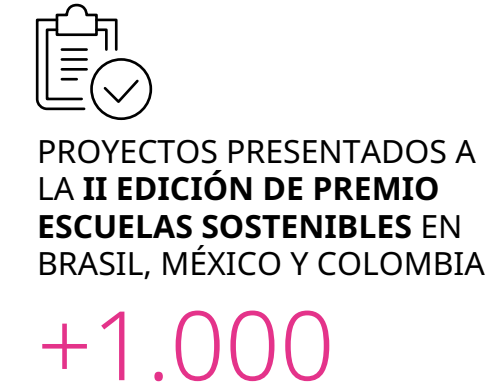 PROYECTOS PRESENTADOS A
LA II EDICIÓN DE PREMIO
ESCUELAS SOSTENIBLES EN
BRASIL, MÉXICO Y COLOMBIA
+1.000